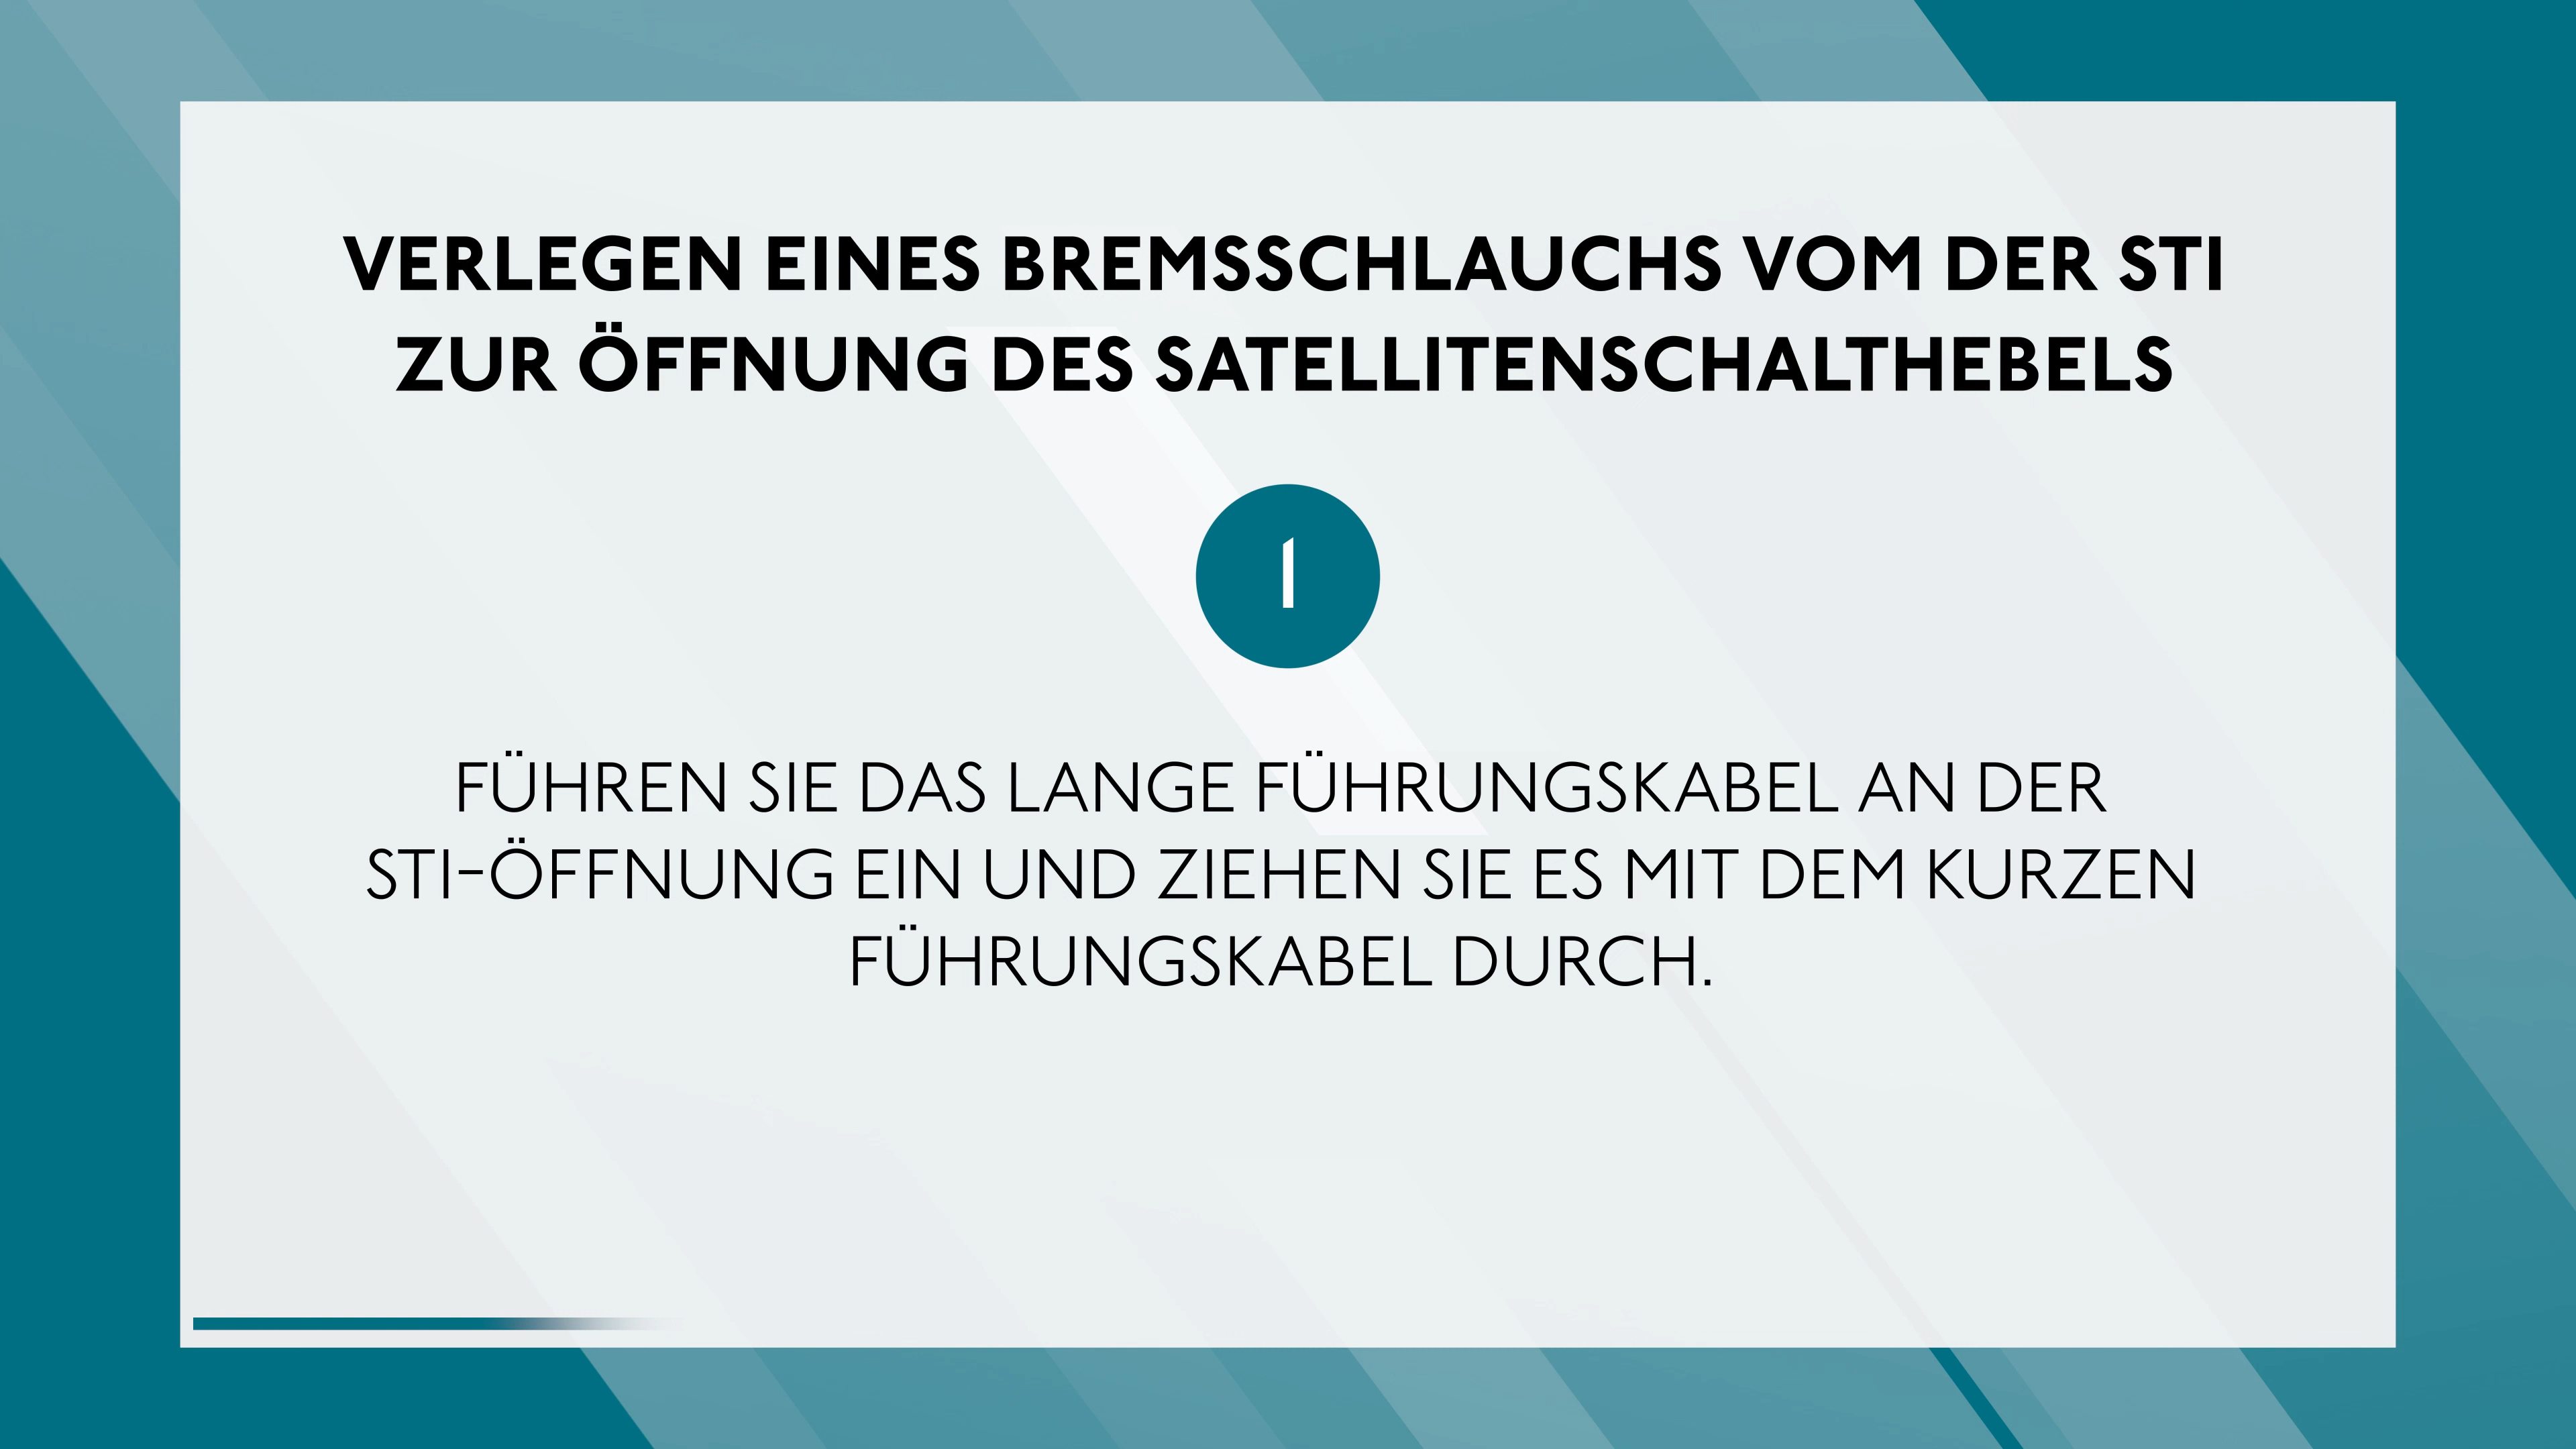 VERLEGEN EINES BREMSSCHLAUCHS VOM DER STI
ZUR ÖFFNUNG DES SATELLITENSCHALTHEBELS
1
FÜHREN SIE DAS LANGE FÜHRUNGSKABEL AN DER
STI-ÖFFNUNG EIN UND ZIEHEN SIE ES MIT DEM KURZEN
FÜHRUNGSKABEL DURCH.